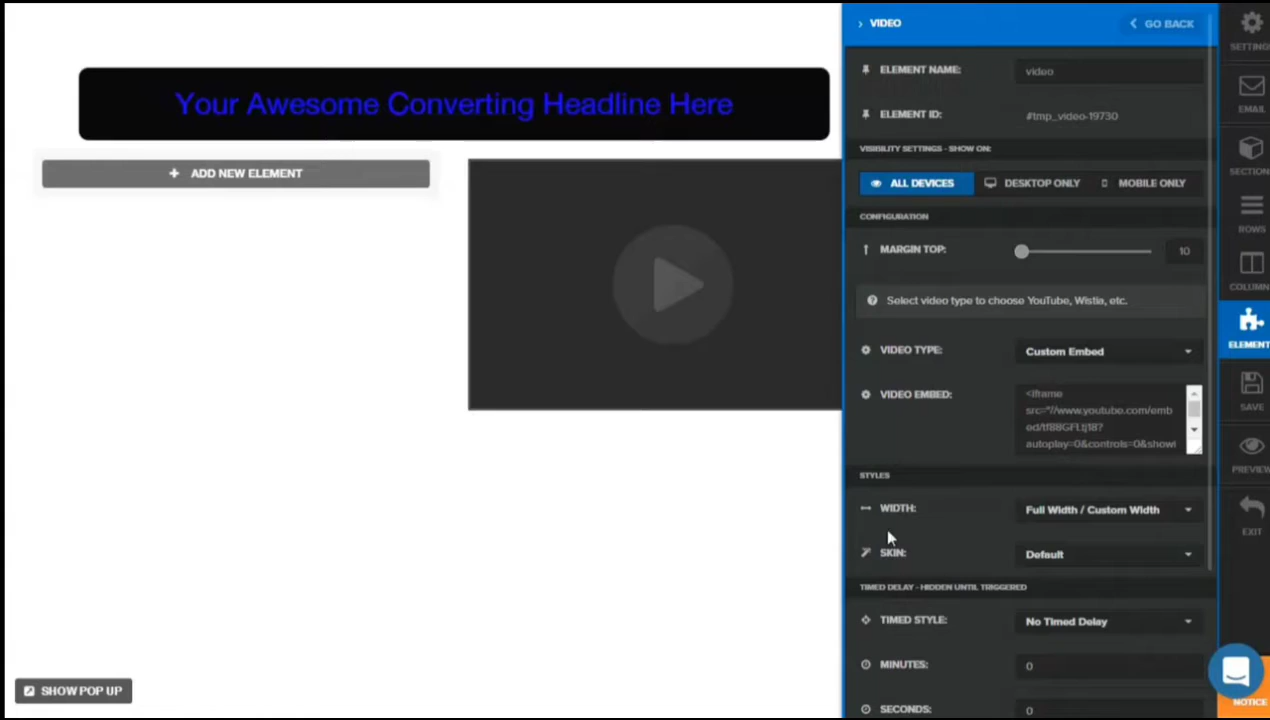 Your Awesome Converting Headline Here
ADD NEW ELEMENT
SHOW POP UP
VIDEO
GO BACK
ELEMENT NAME:
video
ELEMENT ID:
#tmp_video-19730
VISIBILITY SETTINGS - SHOW ON:
ALL DEVICES
DESKTOP ONLY
MOBILE ONLY
CONFIGURATION
MARGIN TOP:
10
Select video type to choose YouTube, Wistia, etc.
VIDEO TYPE:
Custom Embed
VIDEO EMBED:
<iframe
src="//www.youtube.com/emb
autoplay=0&controls=0&showi
STYLES
WIDTH:
Full Width / Custom Width
SKIN:
Default
TIMED DELAY - HIDDEN UNTIL TRIGGERED
TIMED STYLE:
No Timed Delay
MINUTES:
0
SECONDS:
0
SETTING
EMAIL
SECTION
ROWS
COLUMN
ELEMENT
SAVE
PREVIEW
EXIT
NOTICE